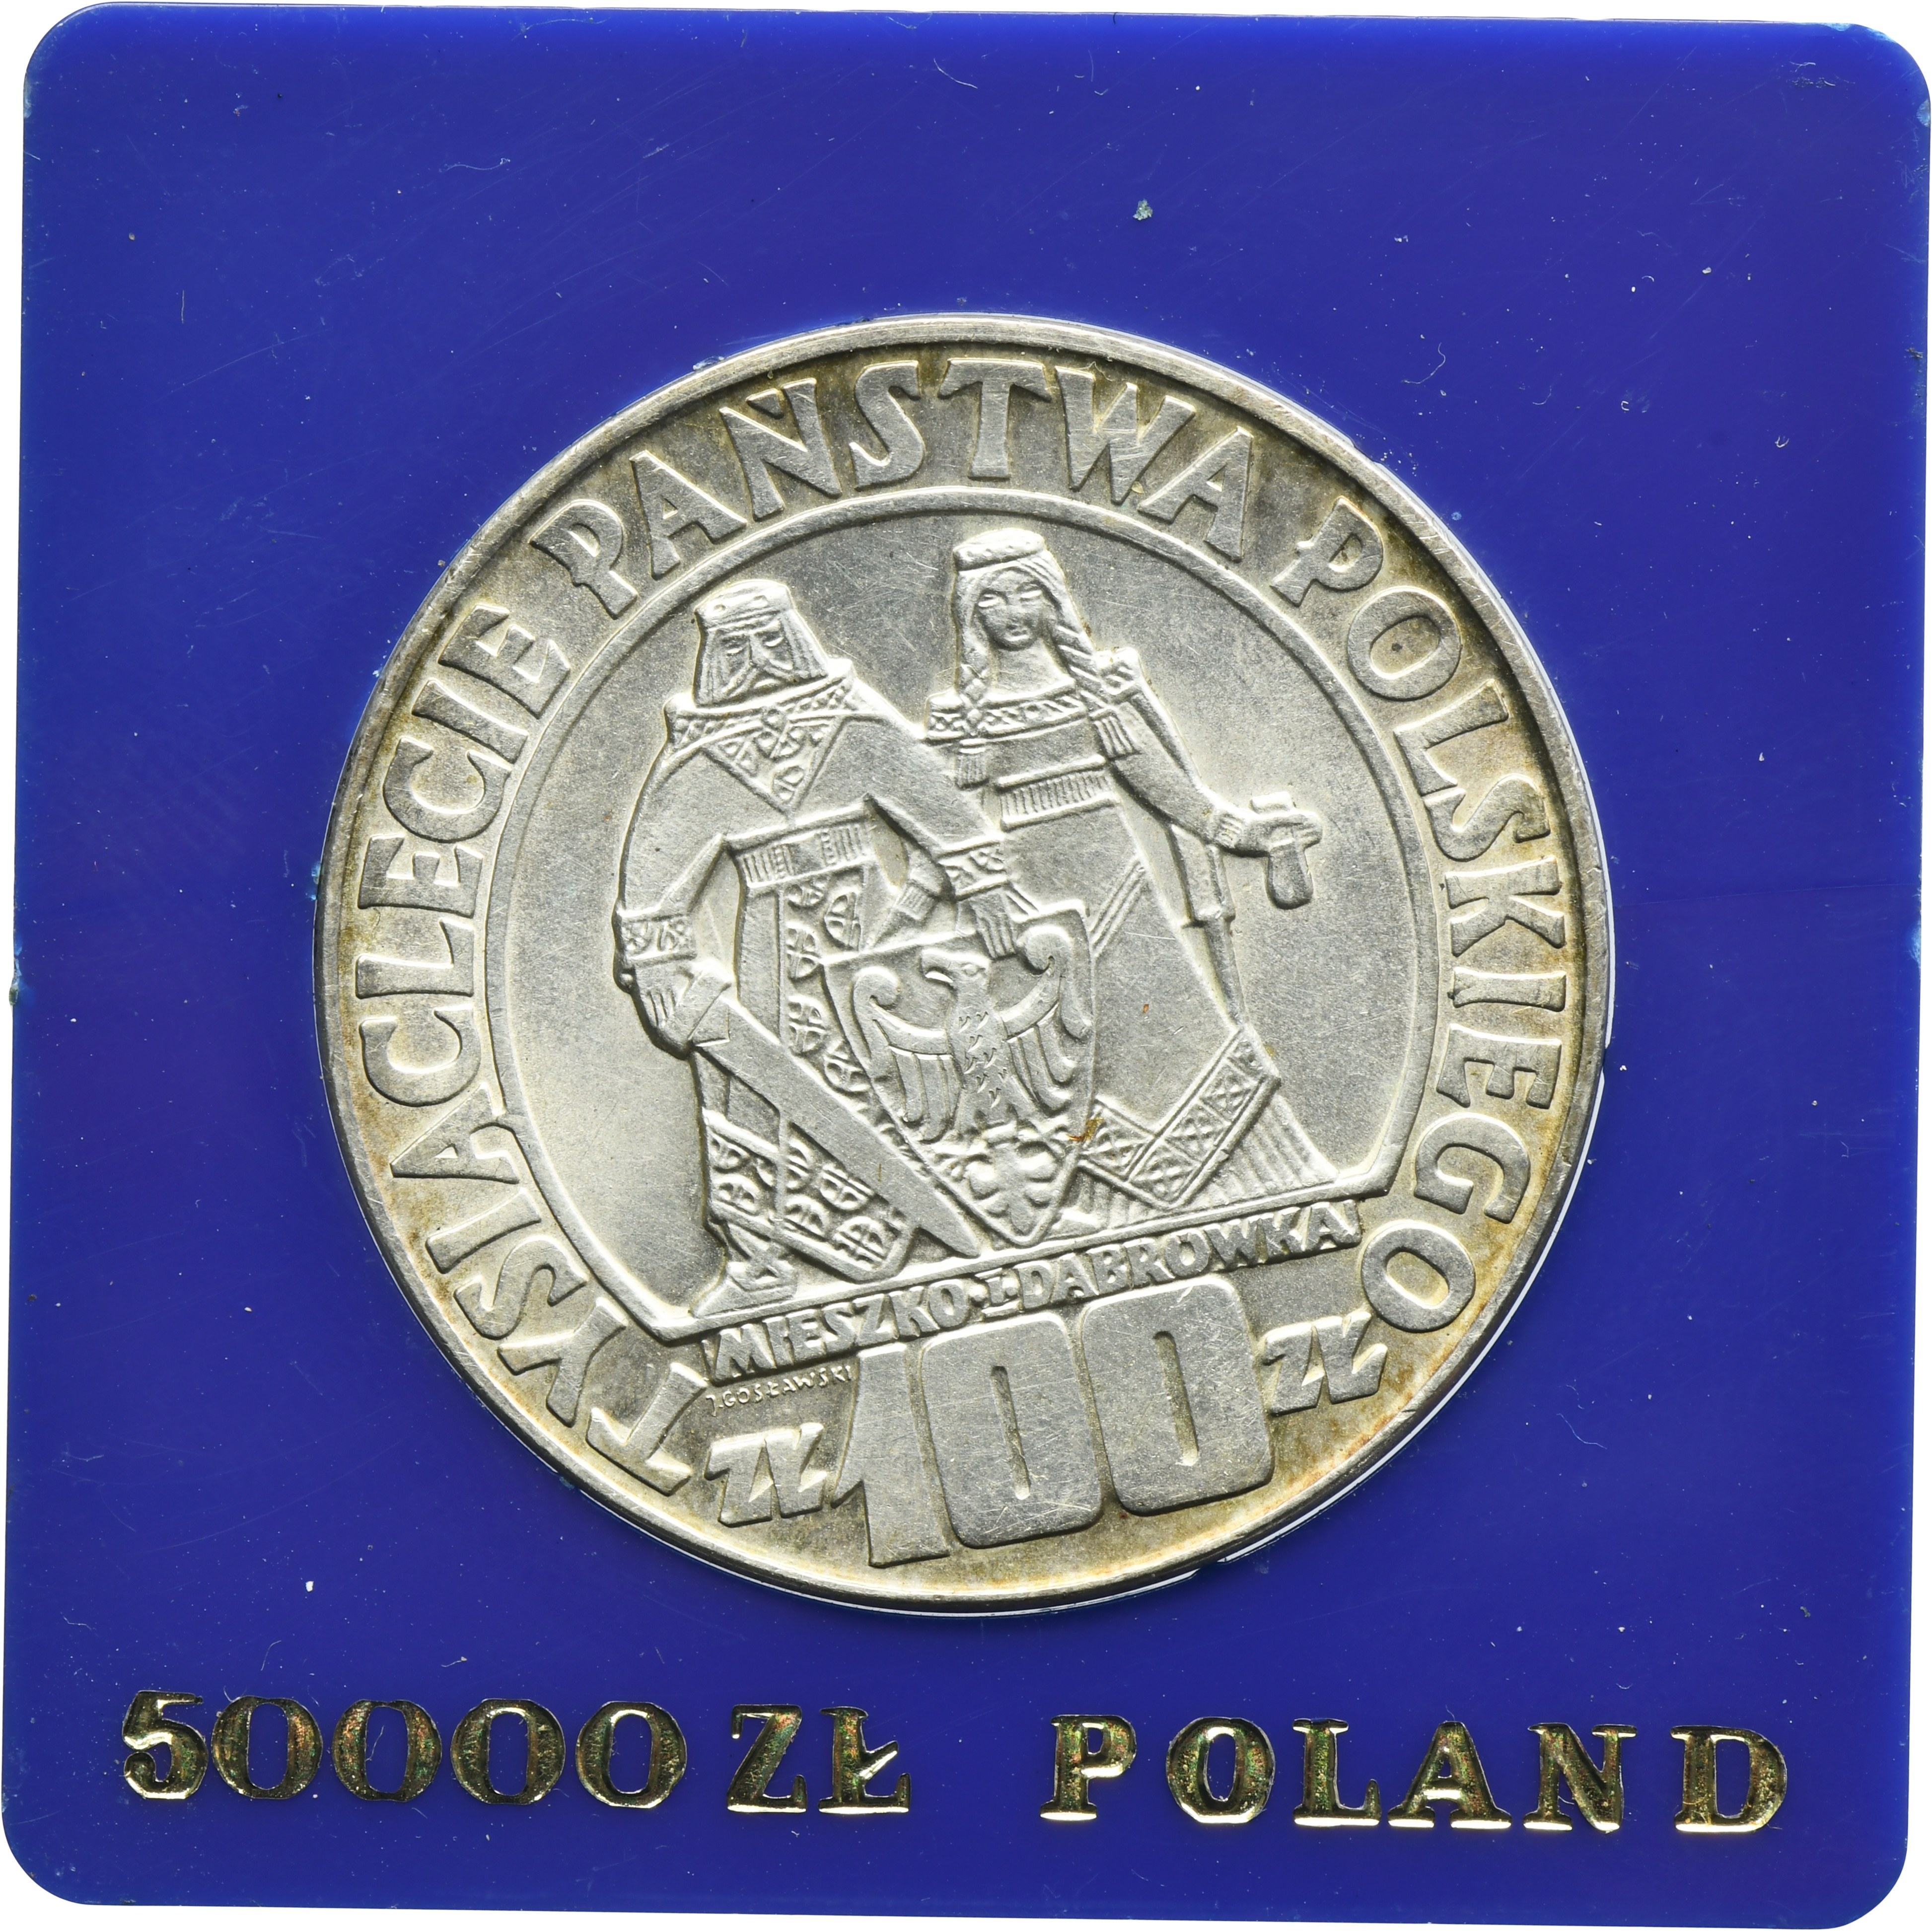 TYSIĄCLECIE PAŃSTWA POLSKIEGO
MIESZKO·I·DĄBRÓWKA
J.GOSŁAWSKI
ZŁ 100 ZŁ
50000 ZŁ POLAND